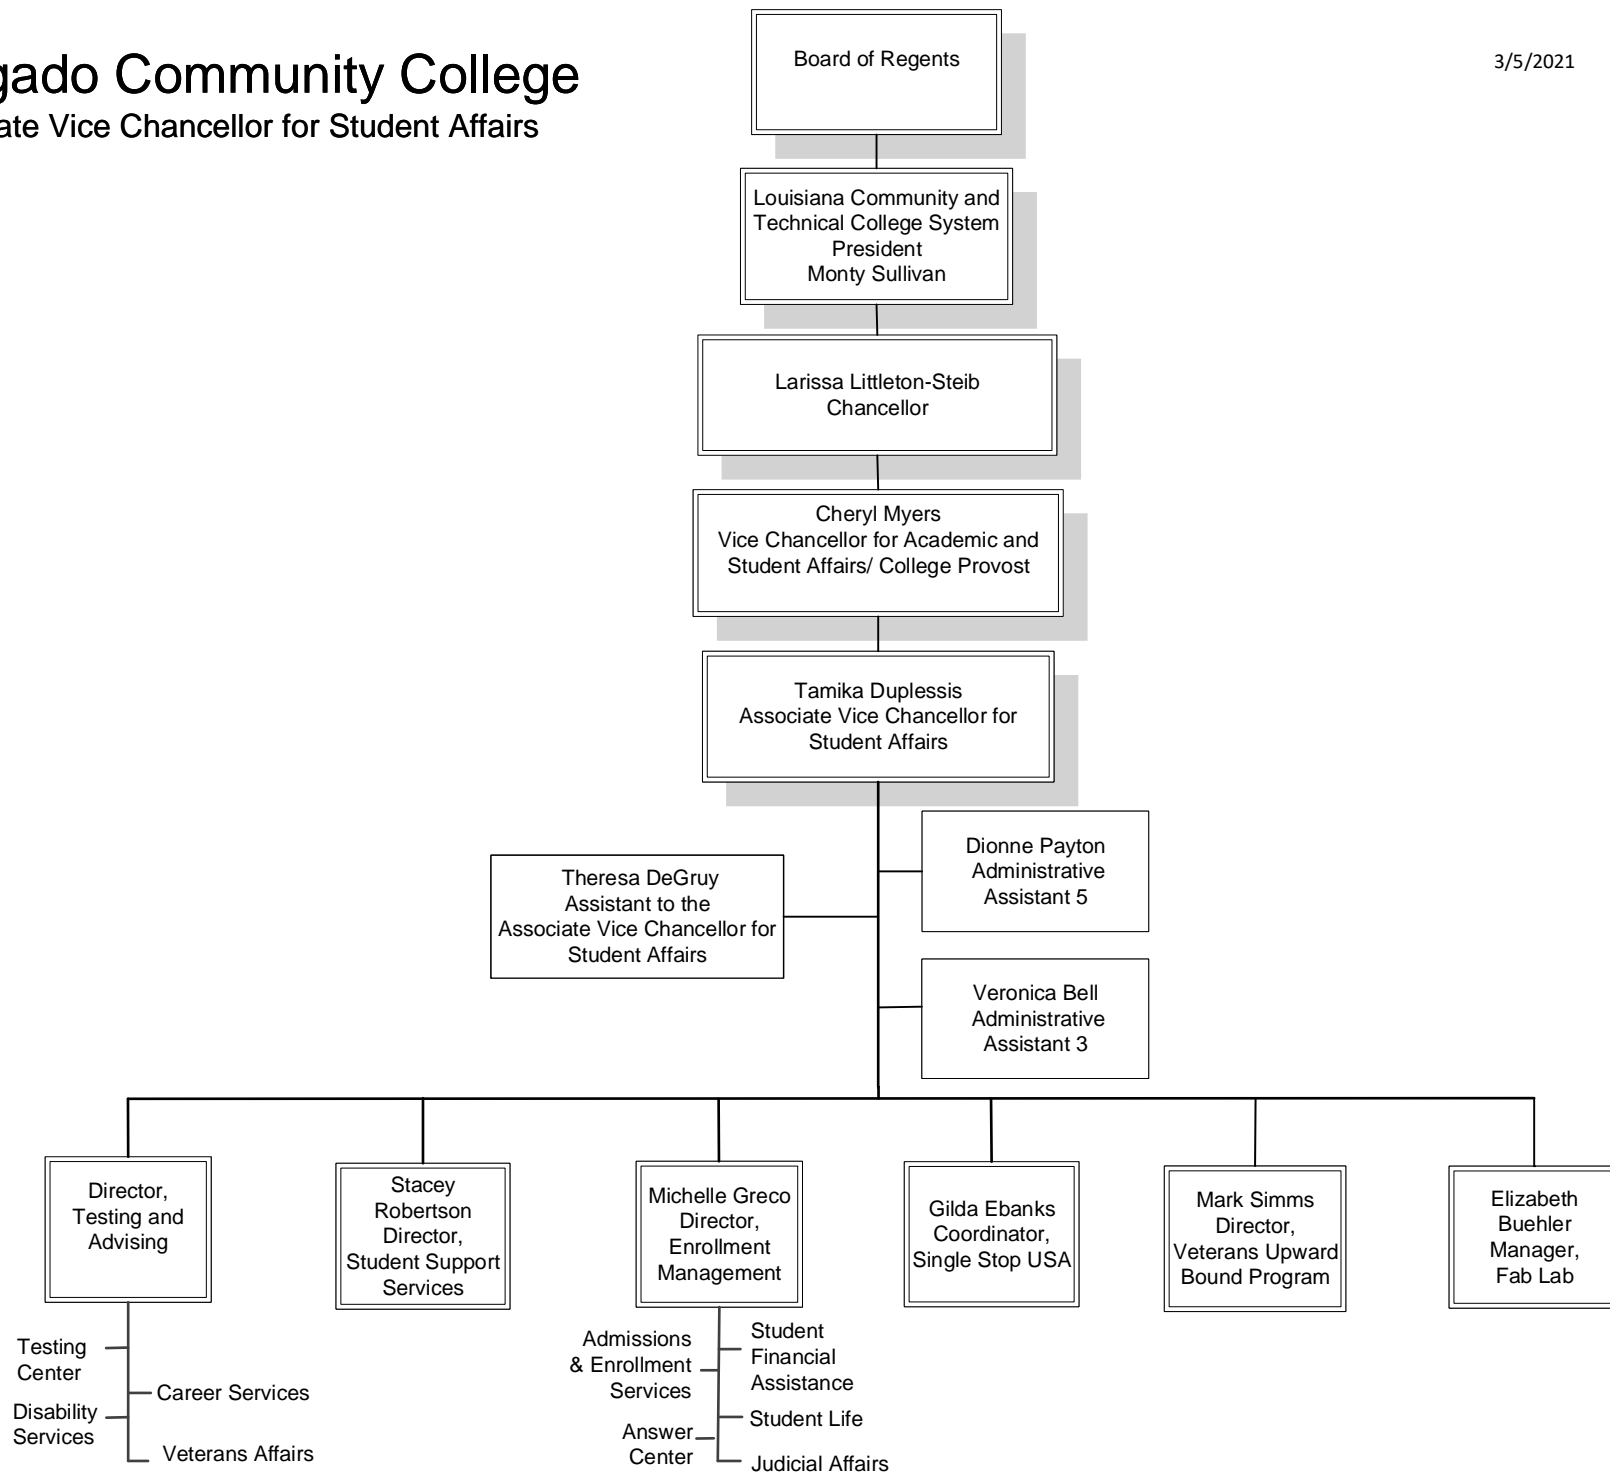 gado Community College
ate Vice Chancellor for Student Affairs
3/5/2021
Board of Regents
Louisiana Community and
Technical College System
President
Monty Sullivan
Larissa Littleton-Steib
Chancellor
Cheryl Myers
Vice Chancellor for Academic and
Student Affairs/ College Provost
Tamika Duplessis
Associate Vice Chancellor for
Student Affairs
Dionne Payton
Administrative
Assistant 5
Theresa DeGruy
Assistant to the
Associate Vice Chancellor for
Student Affairs
Veronica Bell
Administrative
Assistant 3
Director,
Testing and
Advising
Stacey
Robertson
Director,
Student Support
Services
Michelle Greco
Director,
Enrollment
Management
Gilda Ebanks
Coordinator,
Single Stop USA
Mark Simms
Director,
Veterans Upward
Bound Program
Elizabeth
Buehler
Manager,
Fab Lab
Testing
Center
Career Services
Disability
Services
Veterans Affairs
Admissions
& Enrollment
Services
Student
Financial
Assistance
Student Life
Answer
Center
Judicial Affairs